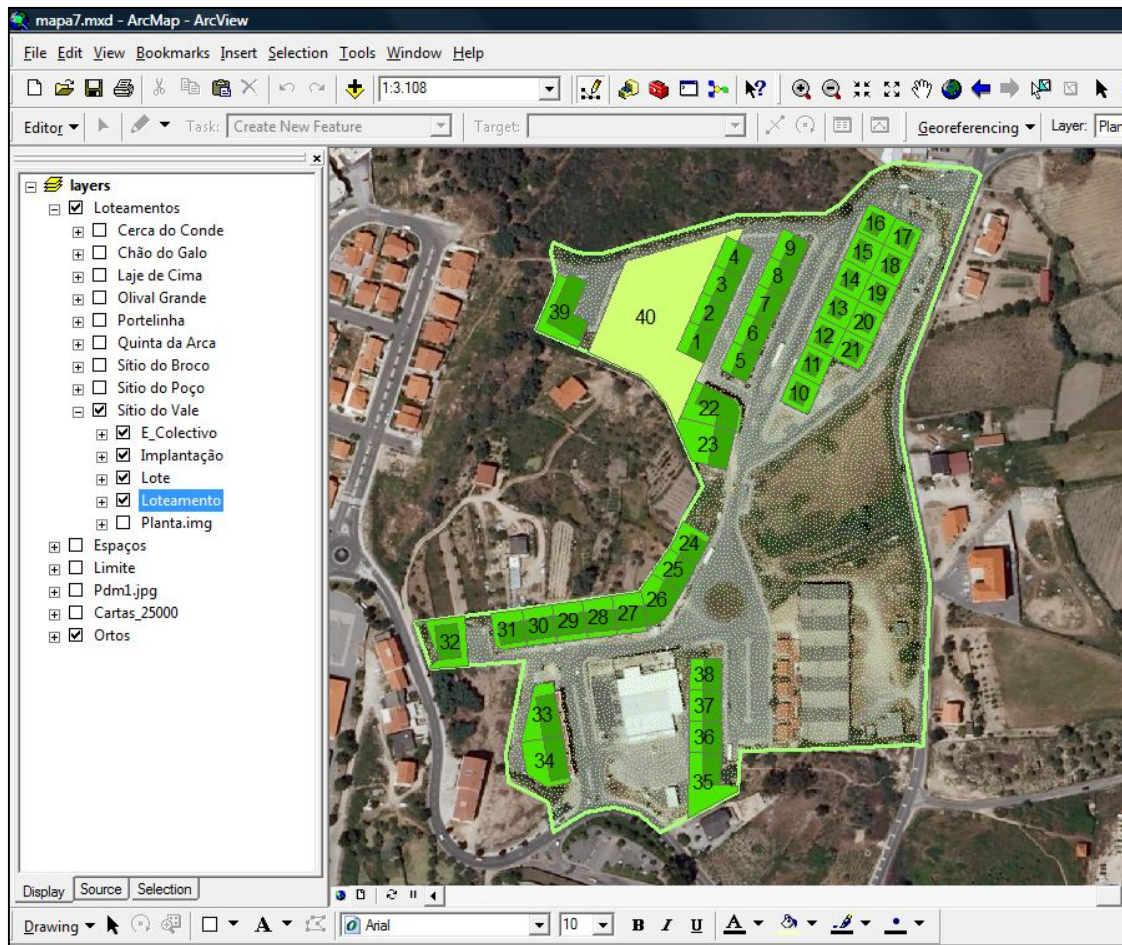 mapa7.mxd - ArcMap - ArcView
File Edit View Bookmarks Insert Selection Tools Window Help
1:3.108
Editor Task: Create New Feature Target: Georeferencing Layer: Plan
layers
Loteamentos
Cerca do Conde
Chão do Galo
Laje de Cima
Olival Grande
Portelinha
Quinta da Arca
Sítio do Broco
Sitio do Poço
Sítio do Vale
E_Colectivo
Implantação
Lote
Loteamento
Planta.img
Espaços
Limite
Pdm1.jpg
Cartas_25000
Ortos
16
17
4
9
15
18
3
8
14
19
39
40
2
7
13
20
1
6
12
21
5
11
10
22
23
24
25
26
31 30 29 28 27
32
38
33
37
36
34
35
Display Source Selection
Drawing A Arial 10 B I U A